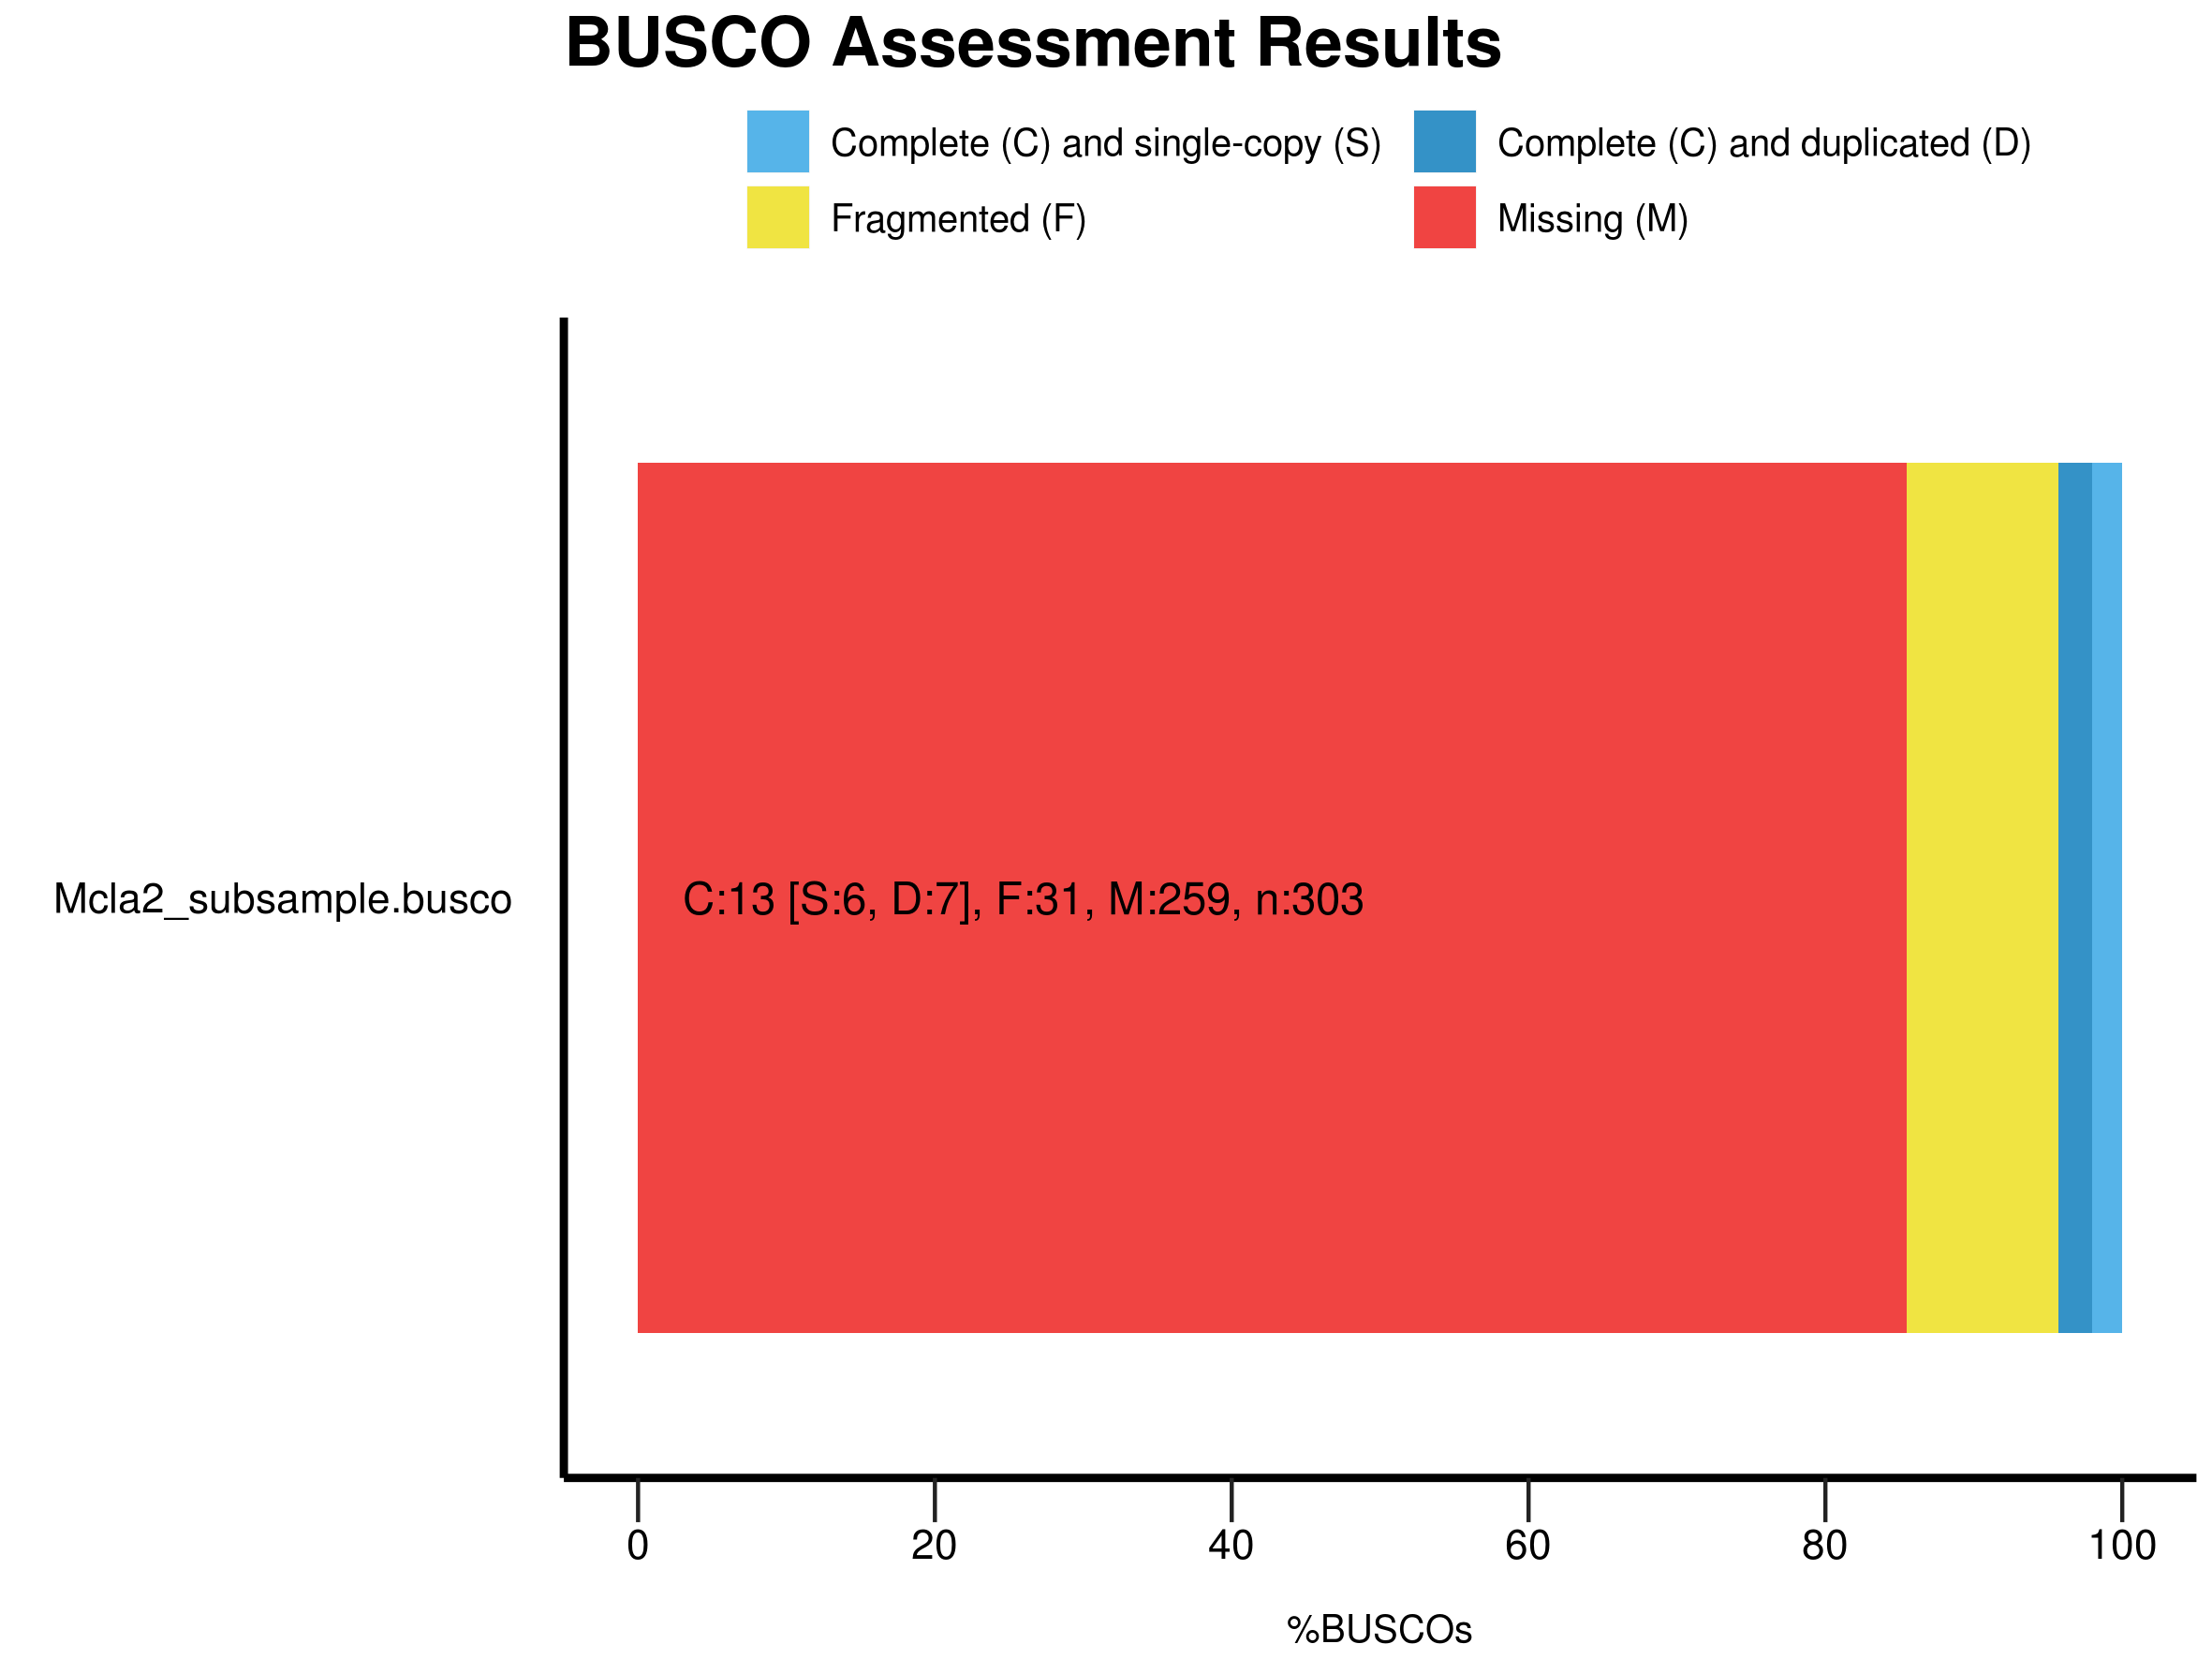 BUSCO Assessment Results
Complete (C) and single-copy (S) Complete (C) and duplicated (D)
Fragmented (F) Missing (M)
Mcla2_subsample.busco C:13 [S:6, D:7], F:31, M:259, n:303
0 20 40 60 80 100
%BUSCOs